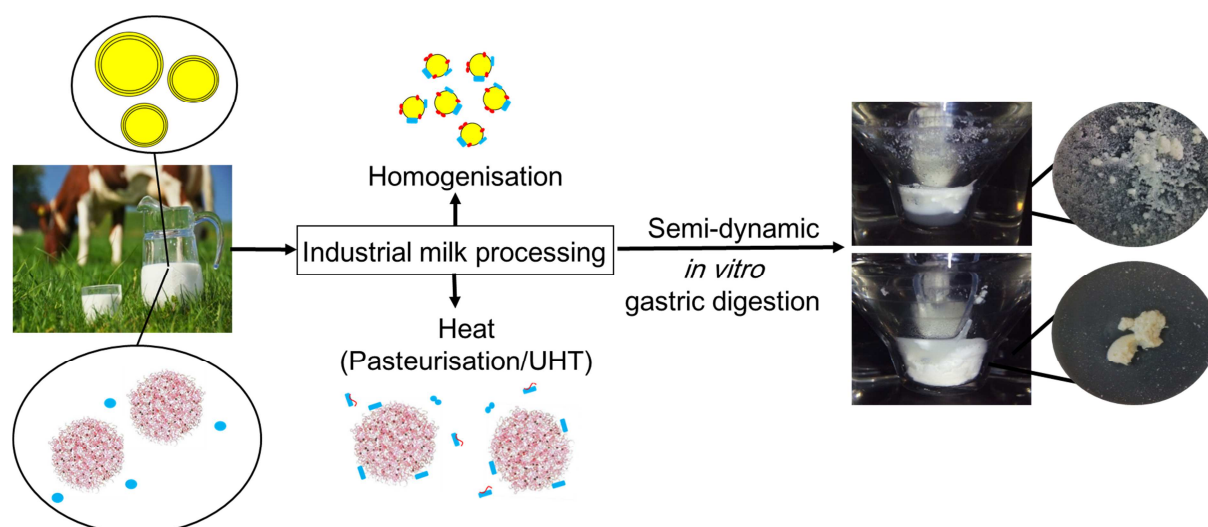 Homogenisation
Industrial milk processing
Heat
(Pasteurisation/UHT)
Semi-dynamic
in vitro
gastric digestion